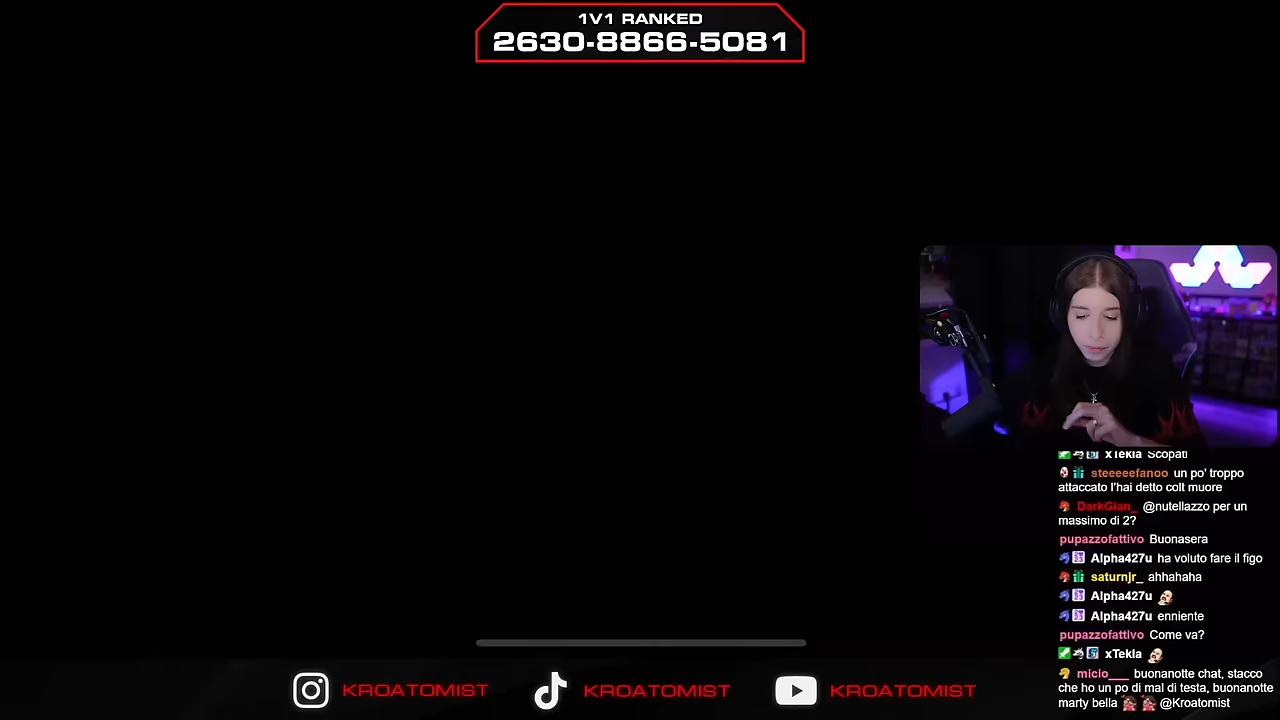 1V1 RANKED
2630-8866-5081
xTekla Scopati
steeeeefanoo un po' troppo
attaccato l'hai detto colt muore
DarkGian_ @nutellazzo per un
massimo di 2?
pupazzofattivo Buonasera
Alpha427u ha voluto fare il figo
saturnjr_ ahhahaha
Alpha427u
Alpha427u enniente
pupazzofattivo Come va?
xTekla
micio___ buonanotte chat, stacco
che ho un po di mal di testa, buonanotte
marty bella @Kroatomist
KROATOMIST KROATOMIST KROATOMIST